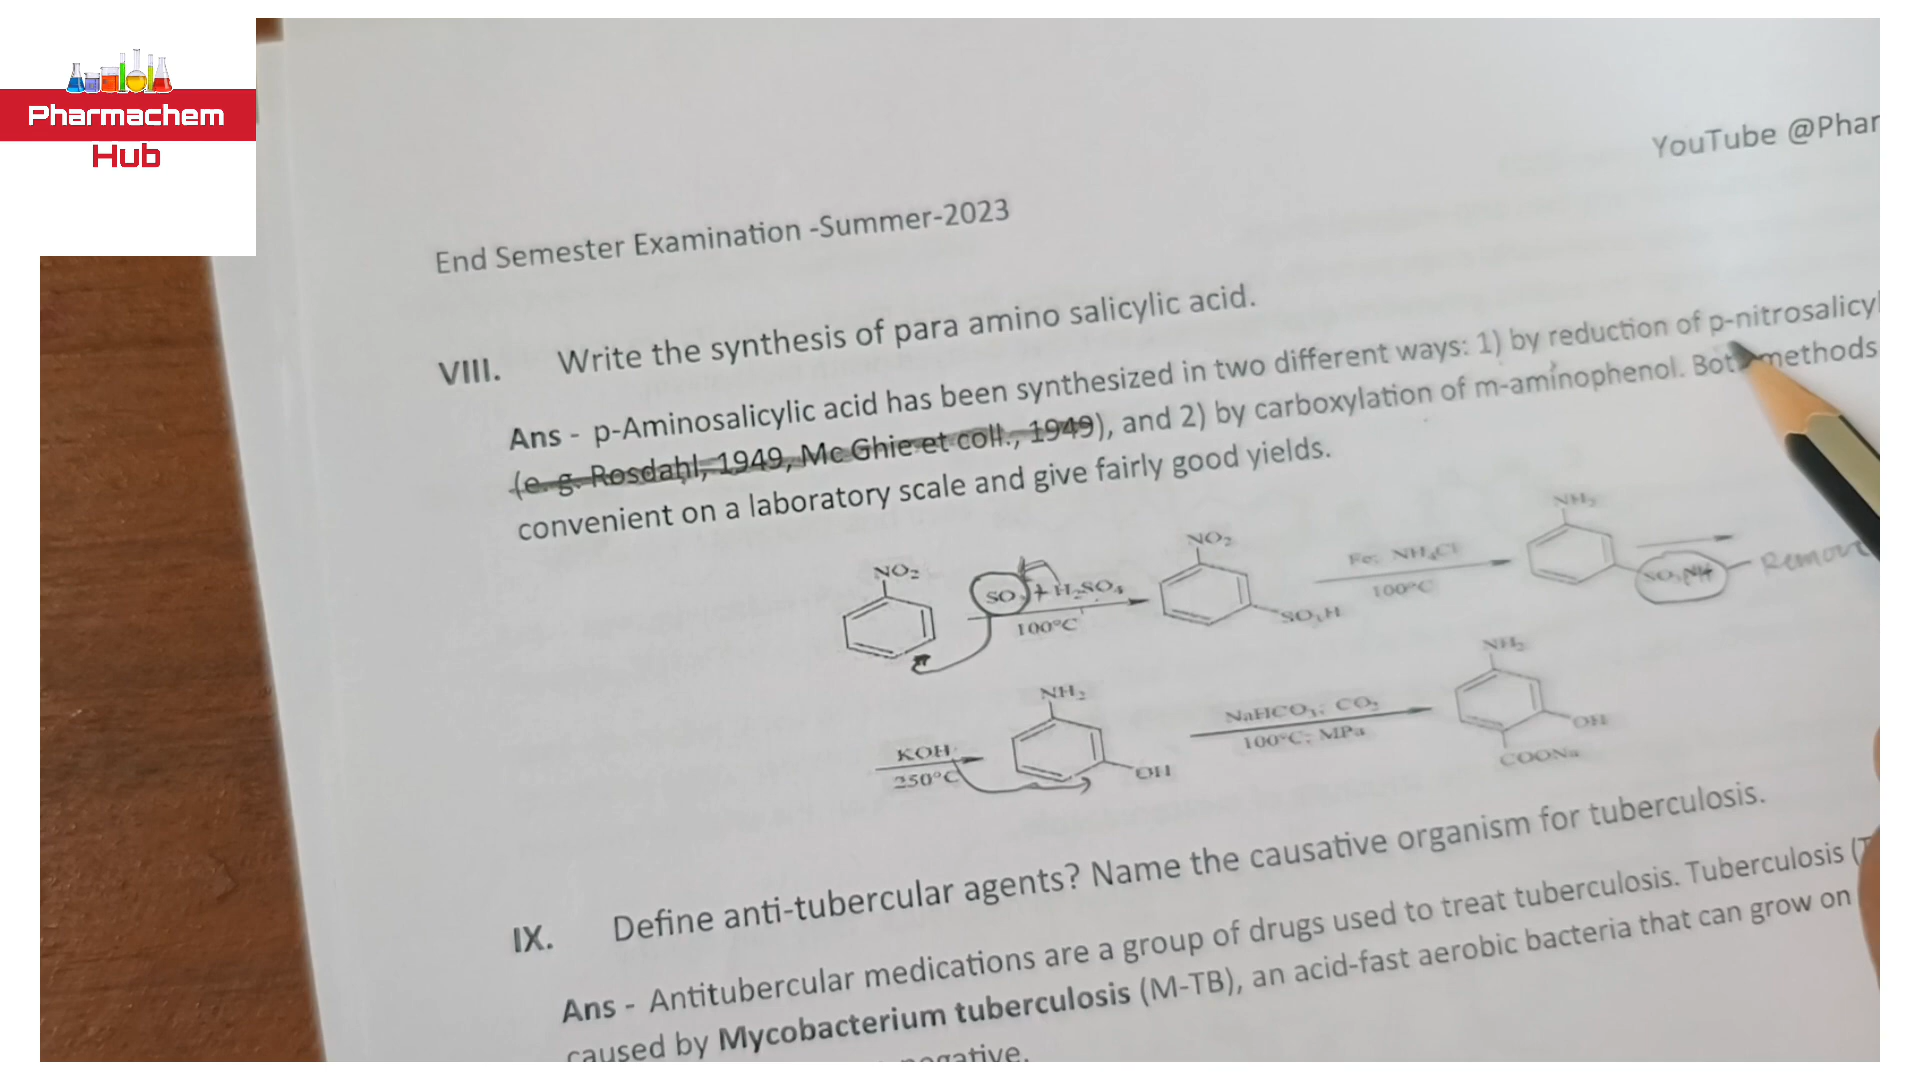 Pharmachem
Hub
YouTube @Phar
End Semester Examination -Summer-2023
VIII. Write the synthesis of para amino salicylic acid.
Ans - p-Aminosalicylic acid has been synthesized in two different ways: 1) by reduction of p-nitrosalicyl
(e. g. Rosdahl, 1949, Mc Ghie et coll., 1949), and 2) by carboxylation of m-aminophenol. Both methods
convenient on a laboratory scale and give fairly good yields.
NO₂
SO₃ + H₂SO₄
100°C
NO₂
SO₃H
Fe; NH₄Cl
100°C
NH₂
Remove
KOH
250°C
NH₂
OH
NaHCO₃; CO₂
100°C; MPa
NH₂
OH
COONa
IX. Define anti-tubercular agents? Name the causative organism for tuberculosis.
Ans - Antitubercular medications are a group of drugs used to treat tuberculosis. Tuberculosis (T
caused by Mycobacterium tuberculosis (M-TB), an acid-fast aerobic bacteria that can grow on
negative.